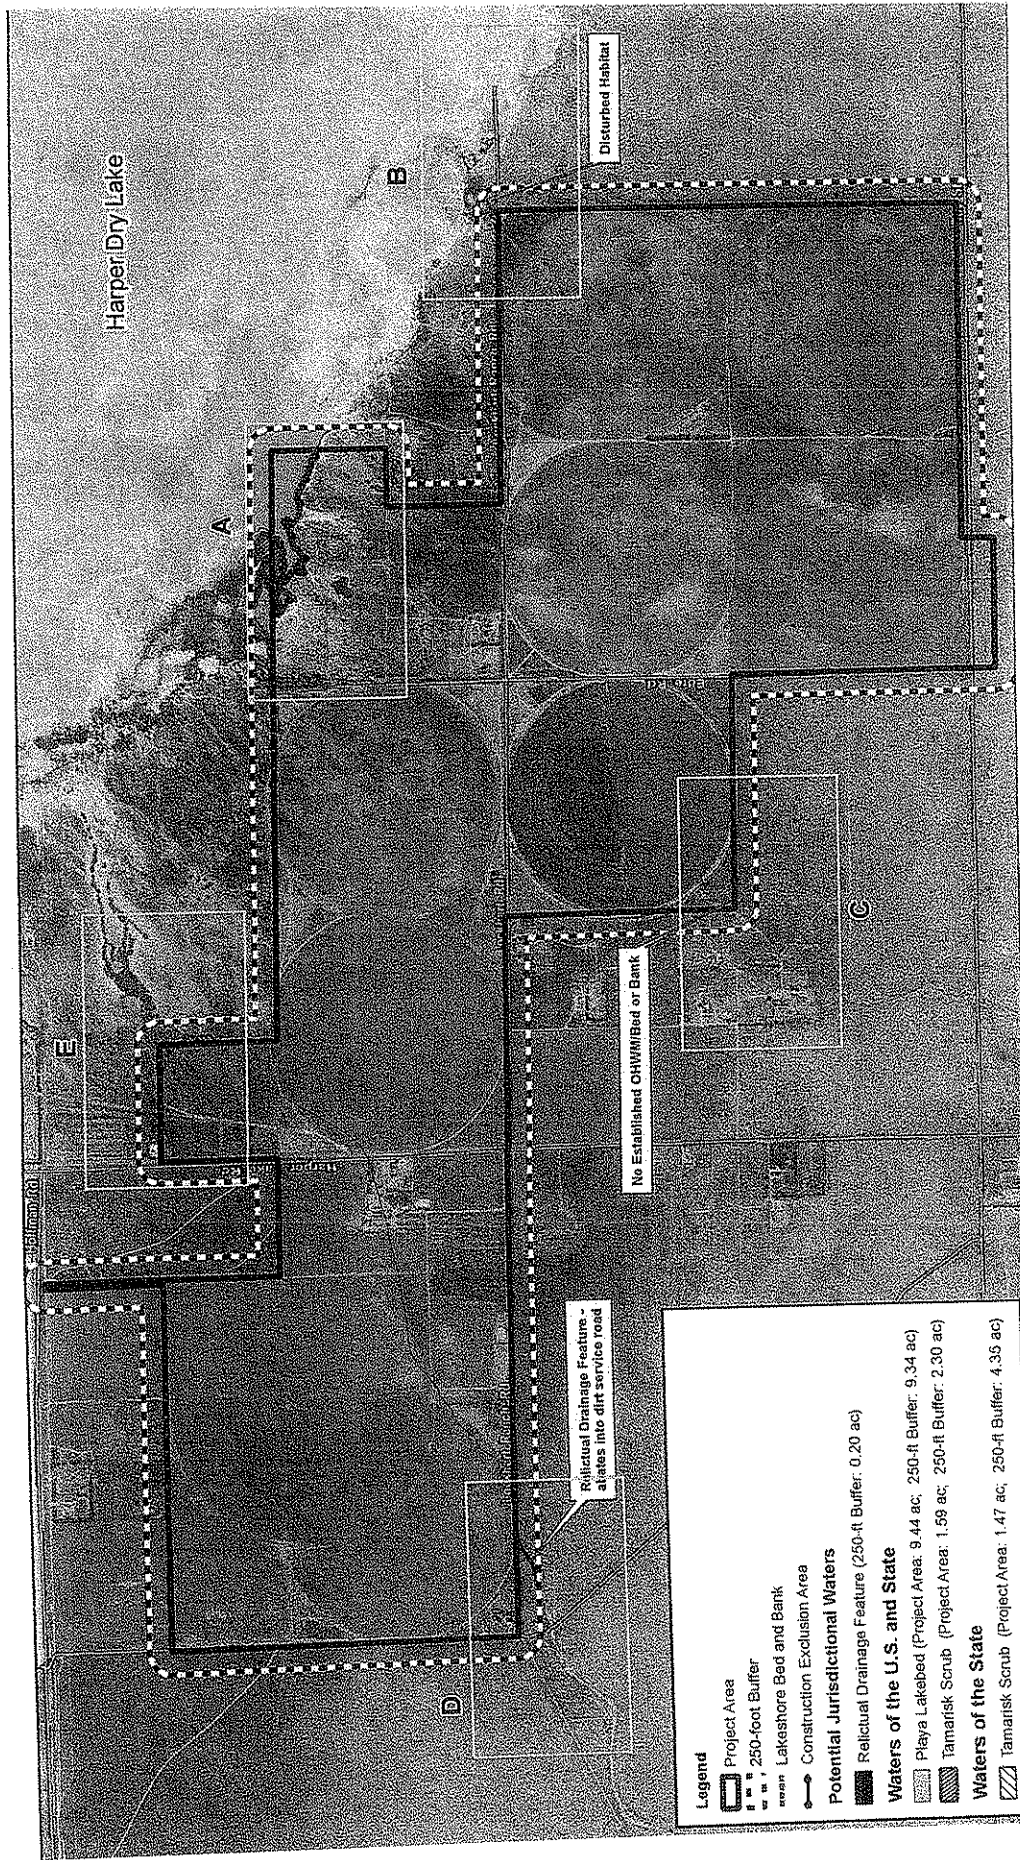 Harper Dry Lake
A
B
C
D
E
Disturbed Habitat
No Established OHWM/Bed or Bank
Relictual Drainage Feature -
abates into dirt service road
Legend
Project Area
250-foot Buffer
Lakeshore Bed and Bank
Construction Exclusion Area
Potential Jurisdictional Waters
Relictual Drainage Feature (250-ft Buffer: 0.20 ac)
Waters of the U.S. and State
Playa Lakebed (Project Area: 9.44 ac; 250-ft Buffer: 9.34 ac)
Tamarisk Scrub (Project Area: 1.59 ac; 250-ft Buffer: 2.30 ac)
Waters of the State
Tamarisk Scrub (Project Area: 1.47 ac; 250-ft Buffer: 4.35 ac)